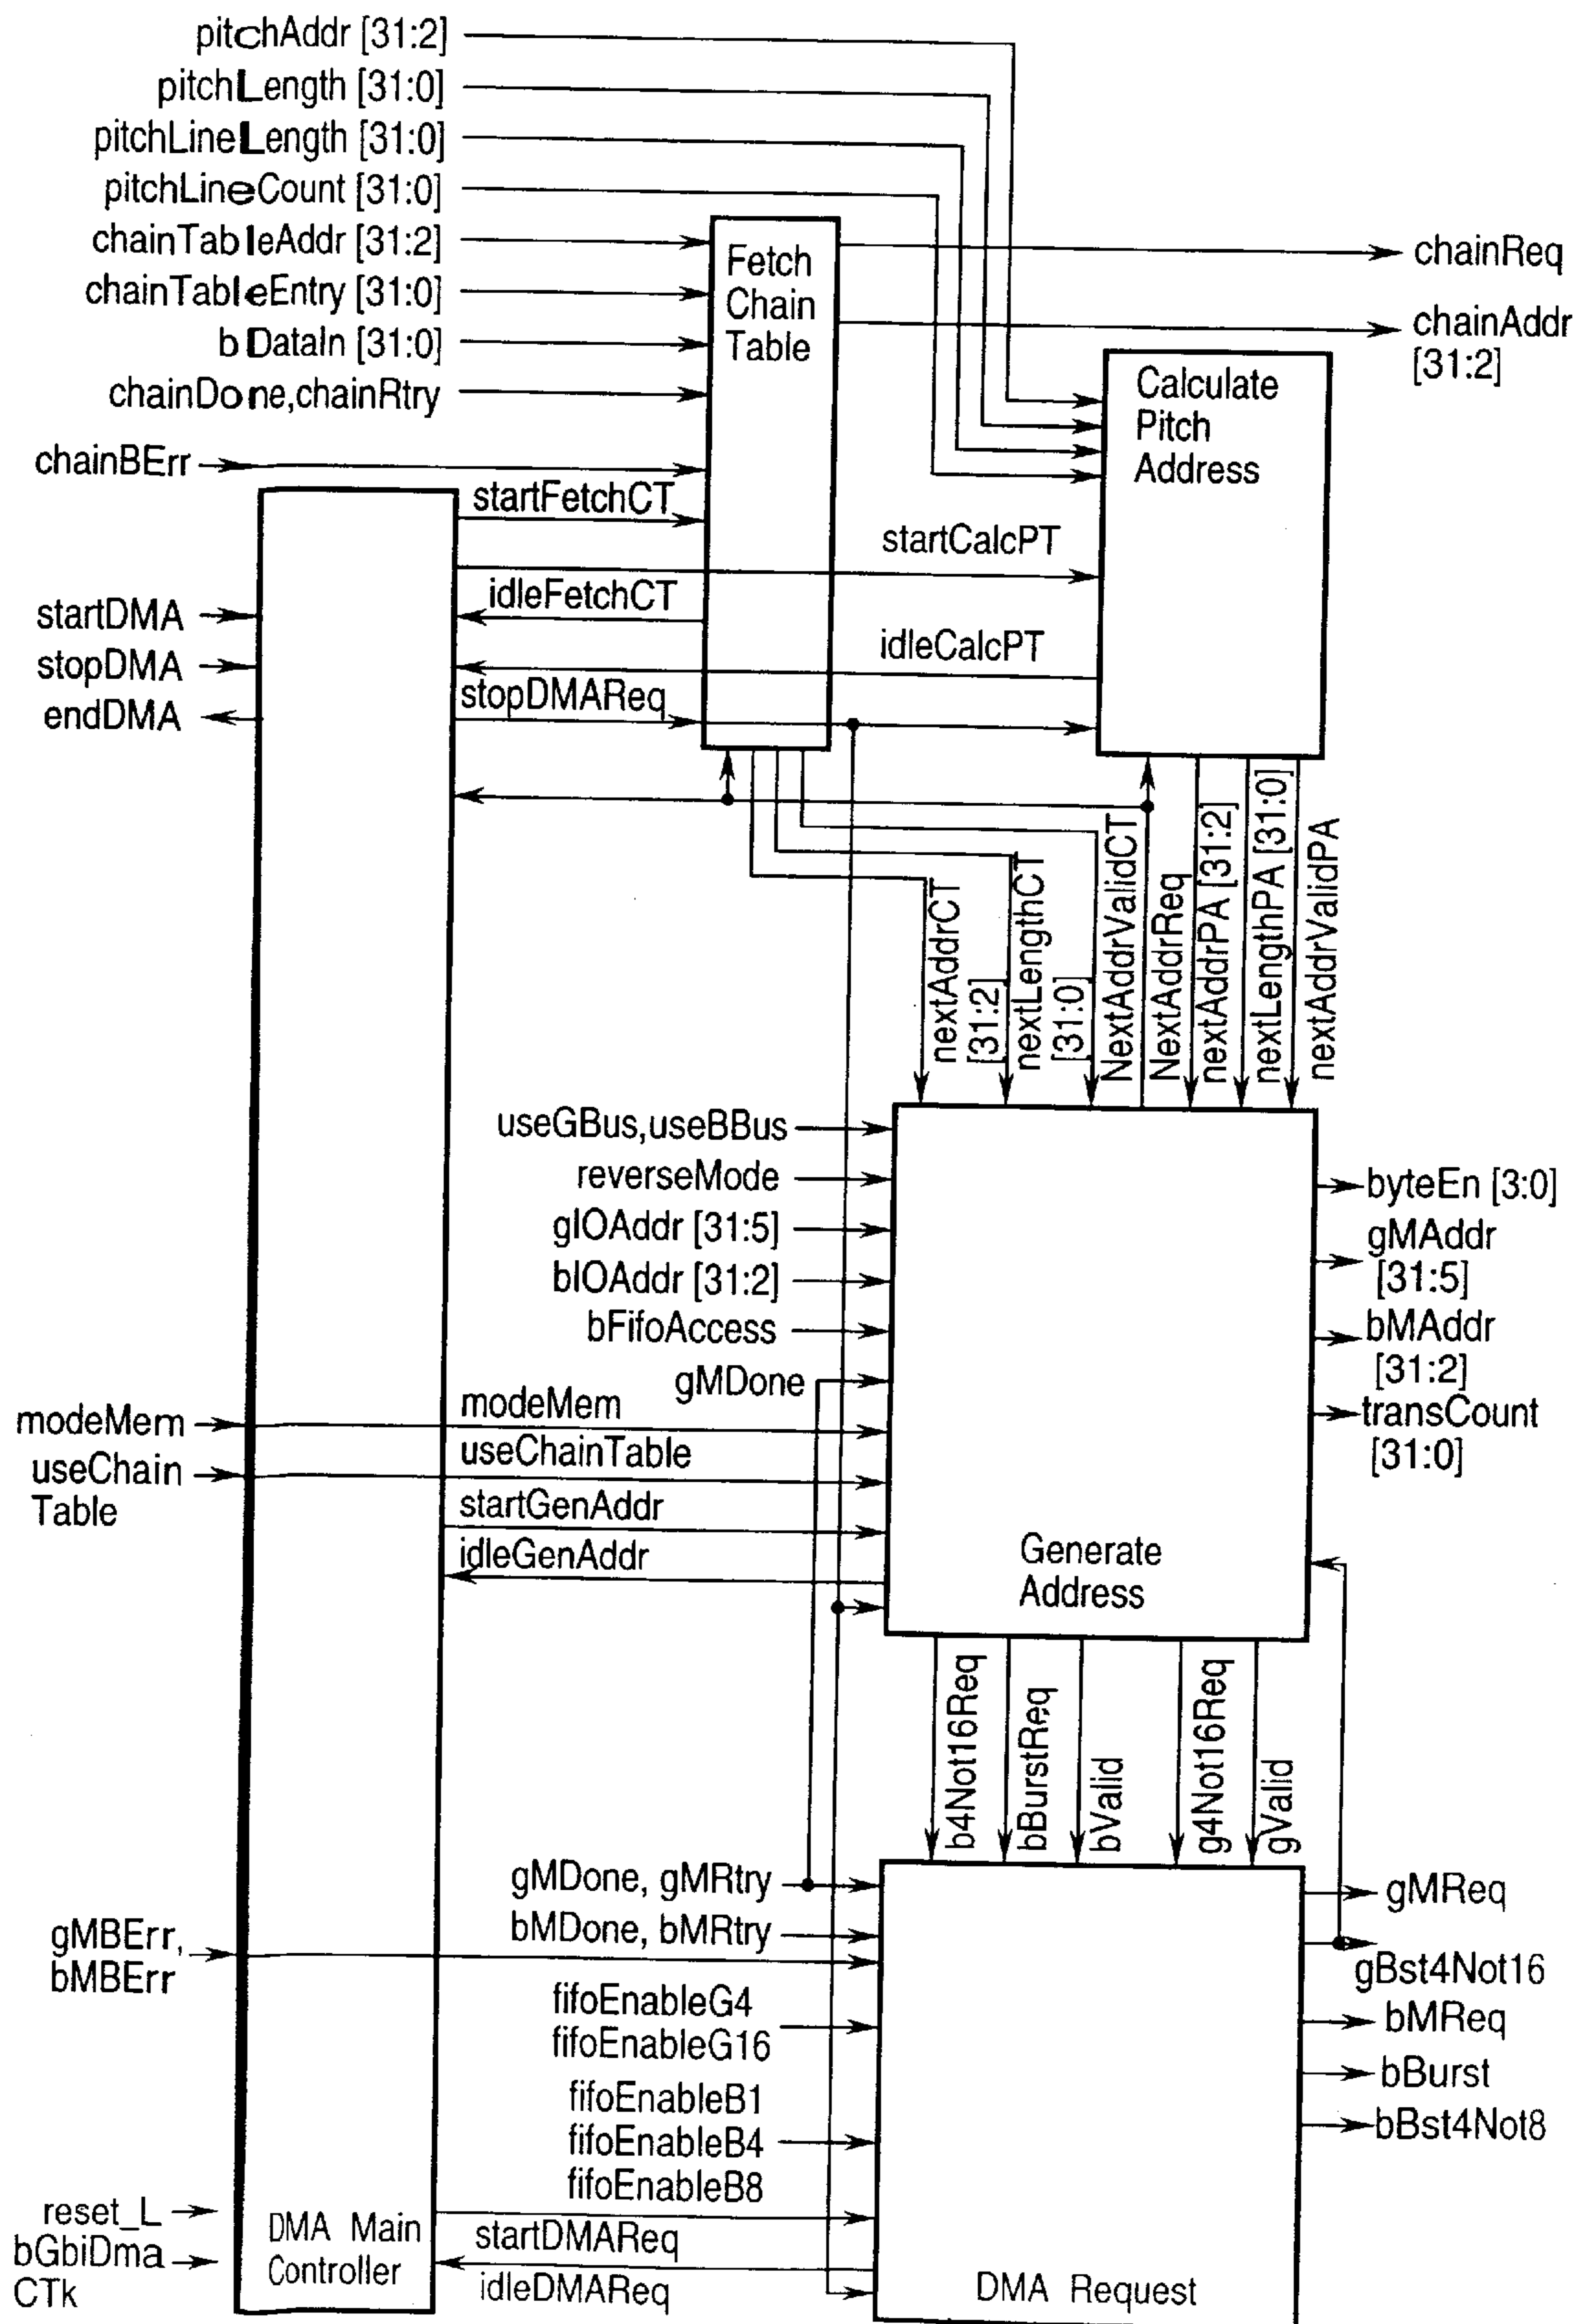 pitchAddr [31:2]
pitchLength [31:0]
pitchLineLength [31:0]
pitchLineCount [31:0]
chainTableAddr [31:2]
chainTableEntry [31:0]
bDataIn [31:0]
chainDone,chainRtry
chainBErr
Fetch
Chain
Table
chainReq
chainAddr
[31:2]
Calculate
Pitch
Address
startFetchCT
startCalcPT
idleFetchCT
idleCalcPT
stopDMAReq
startDMA
stopDMA
endDMA
nextAddrCT
[31:2]
nextLengthCT
[31:0]
NextAddrValidCT
NextAddrReq
nextAddrPA [31:2]
nextLengthPA [31:0]
nextAddrValidPA
useGBus,useBBus
reverseMode
gIOAddr [31:5]
bIOAddr [31:2]
bFifoAccess
gMDone
modeMem
useChain
Table
modeMem
useChainTable
startGenAddr
idleGenAddr
Generate
Address
byteEn [3:0]
gMAddr
[31:5]
bMAddr
[31:2]
transCount
[31:0]
b4Not16Req
bBurstReq
bValid
g4Not16Req
gValid
gMDone, gMRtry
bMDone, bMRtry
gMBErr,
bMBErr
fifoEnableG4
fifoEnableG16
fifoEnableB1
fifoEnableB4
fifoEnableB8
startDMAReq
idleDMAReq
DMA Request
gMReq
gBst4Not16
bMReq
bBurst
bBst4Not8
reset_L
bGbiDma
CTk
DMA Main
Controller